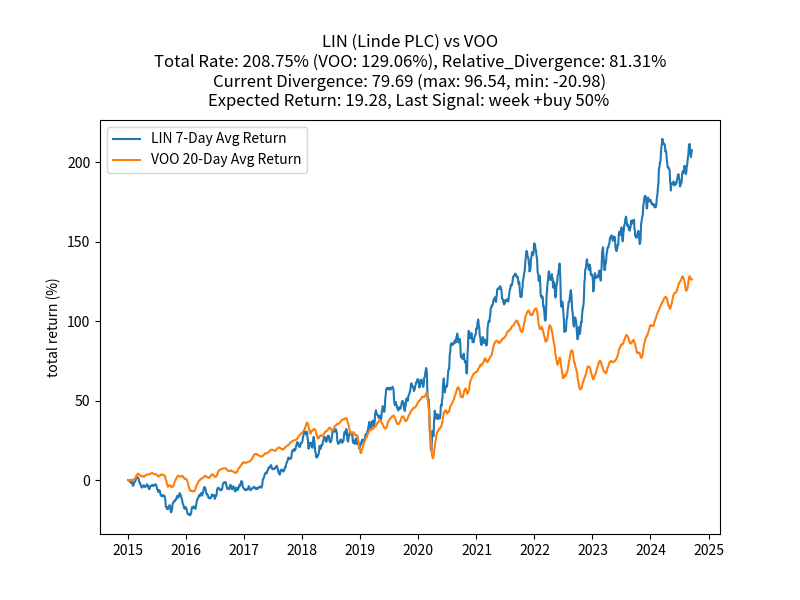 LIN (Linde PLC) vs VOO
Total Rate: 208.75% (VOO: 129.06%), Relative_Divergence: 81.31%
Current Divergence: 79.69 (max: 96.54, min: -20.98)
Expected Return: 19.28, Last Signal: week +buy 50%
LIN 7-Day Avg Return
VOO 20-Day Avg Return
total return (%)
200
150
100
50
0
2015 2016 2017 2018 2019 2020 2021 2022 2023 2024 2025